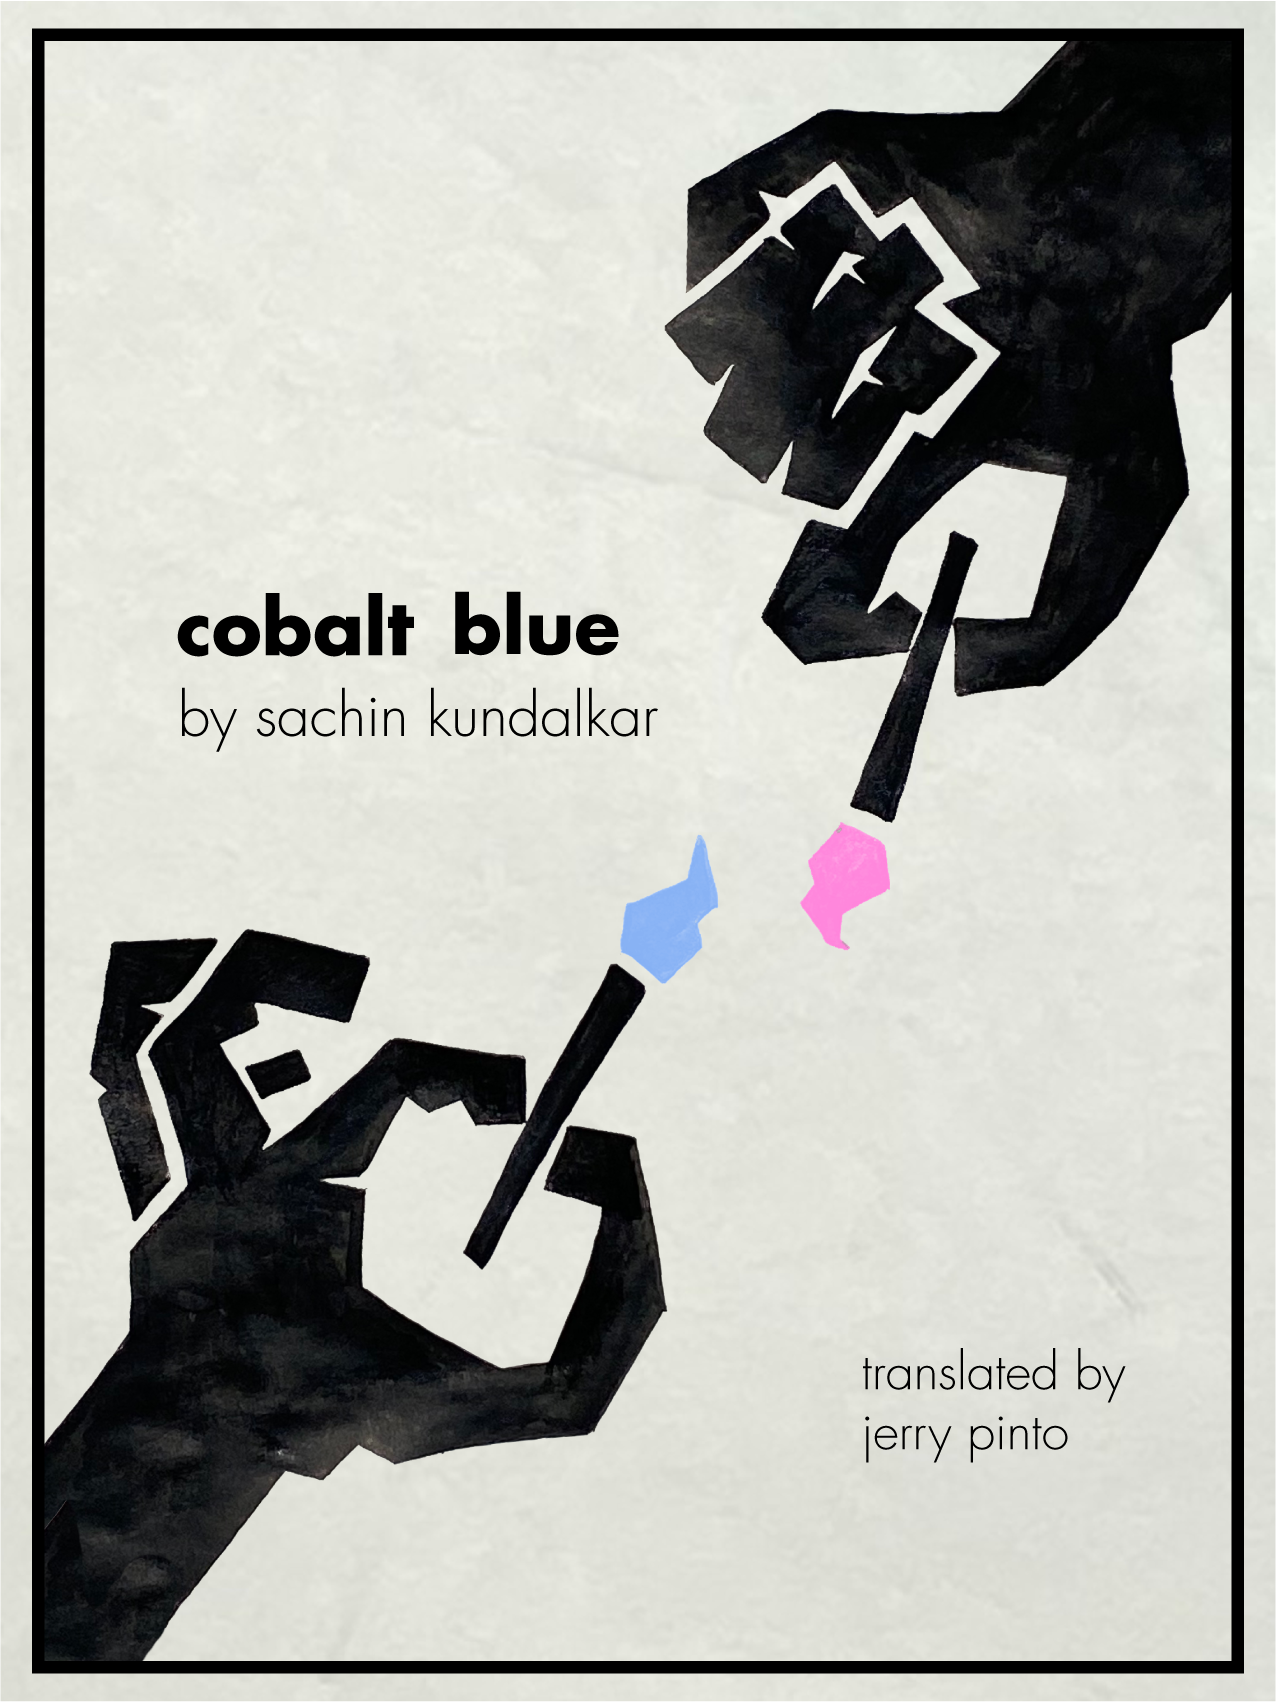 cobalt blue
by sachin kundalkar
translated by
jerry pinto